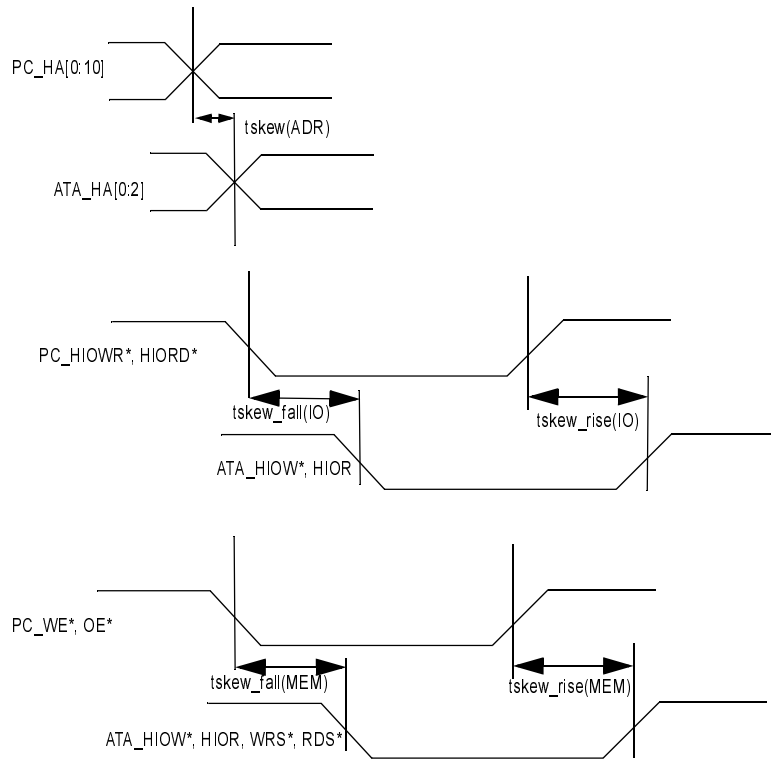 PC_HA[0:10]
tskew(ADR)
ATA_HA[0:2]
PC_HIOWR*, HIORD*
tskew_fall(IO)
tskew_rise(IO)
ATA_HIOW*, HIOR
PC_WE*, OE*
tskew_fall(MEM)
tskew_rise(MEM)
ATA_HIOW*, HIOR, WRS*, RDS*